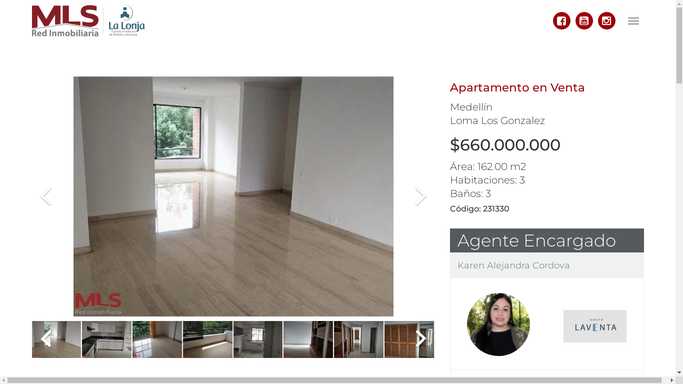 MLS
Red Inmobiliaria
La Lonja
Apartamento en Venta
Medellín
Loma Los Gonzalez
$660.000.000
Área: 162.00 m2
Habitaciones: 3
Baños: 3
Código: 231330
Agente Encargado
Karen Alejandra Cordova
MLS
Red Inmobiliaria
LAVENTA